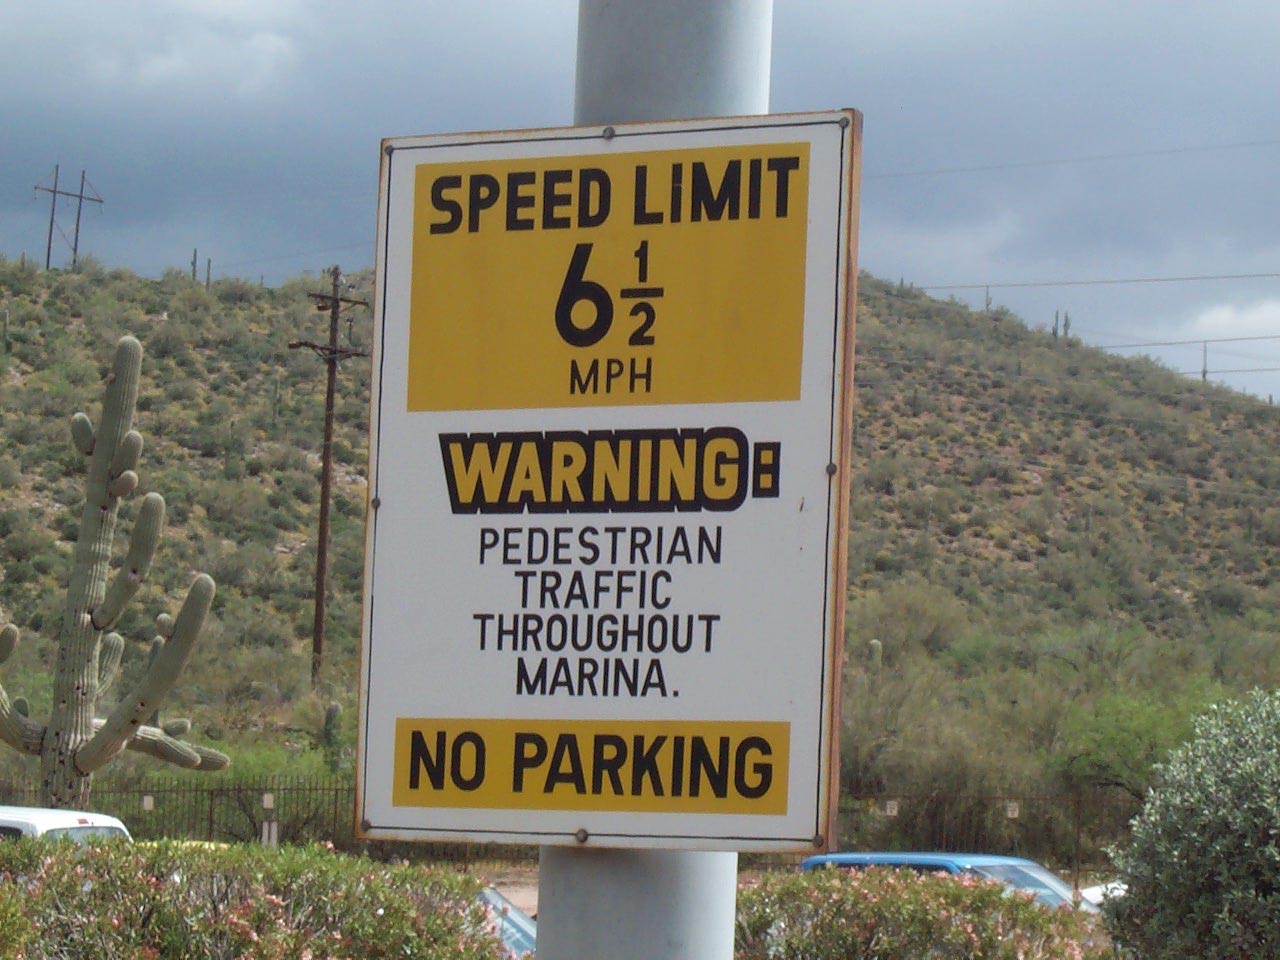 SPEED LIMIT
6 1/2
MPH
WARNING:
PEDESTRIAN
TRAFFIC
THROUGHOUT
MARINA.
NO PARKING